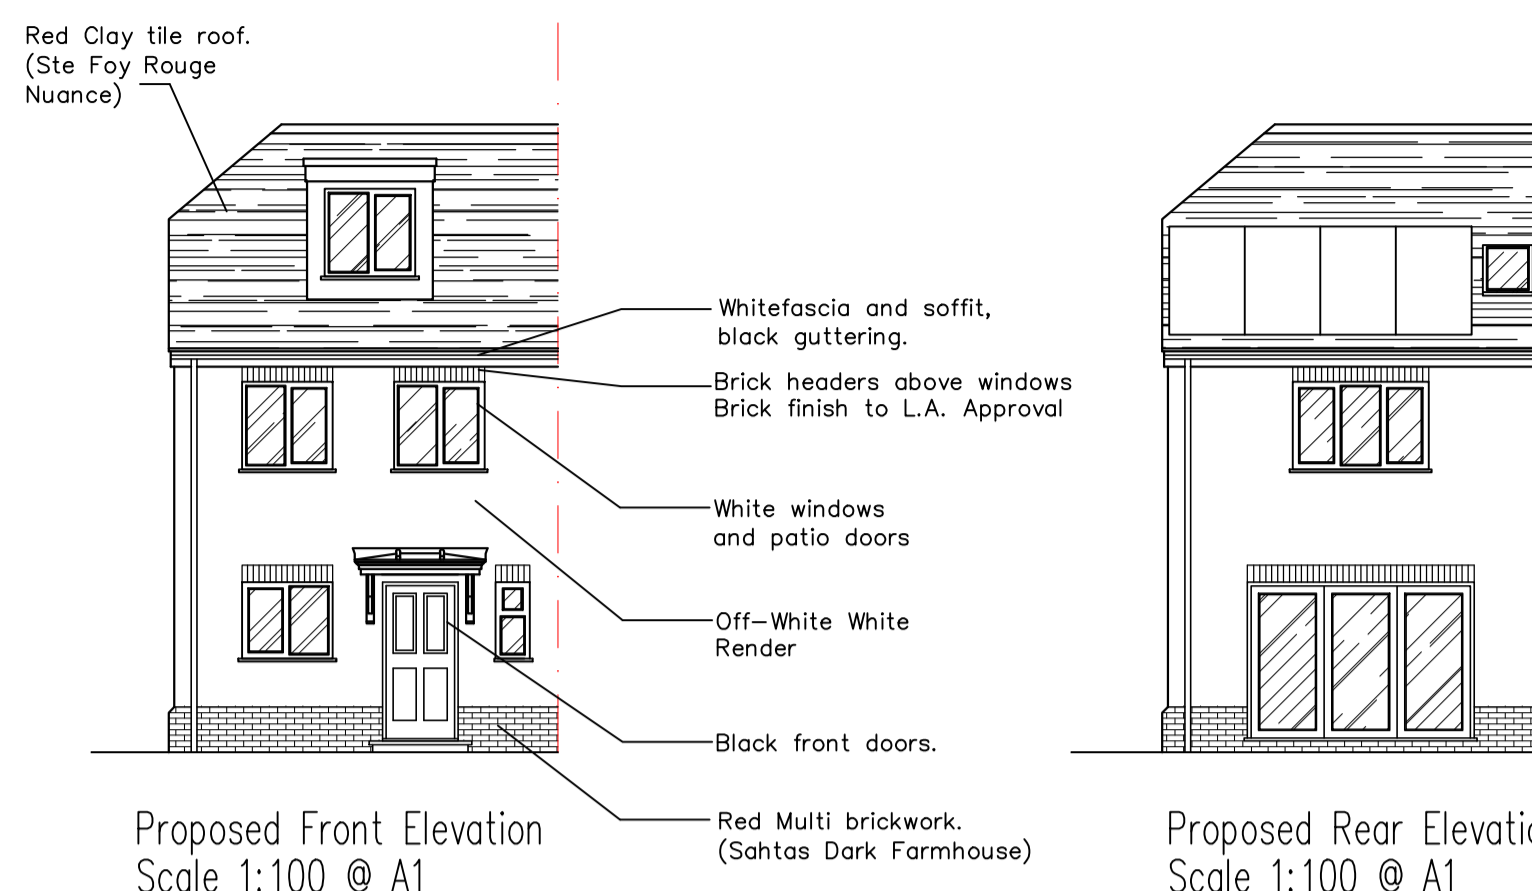 Red Clay tile roof.
(Ste Foy Rouge
Nuance)
Whitefascia and soffit,
black guttering.
Brick headers above windows
Brick finish to L.A. Approval
White windows
and patio doors
Off-White White
Render
Black front doors.
Red Multi brickwork.
(Sahtas Dark Farmhouse)
Proposed Front Elevation
Scale 1:100 @ A1
Proposed Rear
Scale 1:100 @ A1